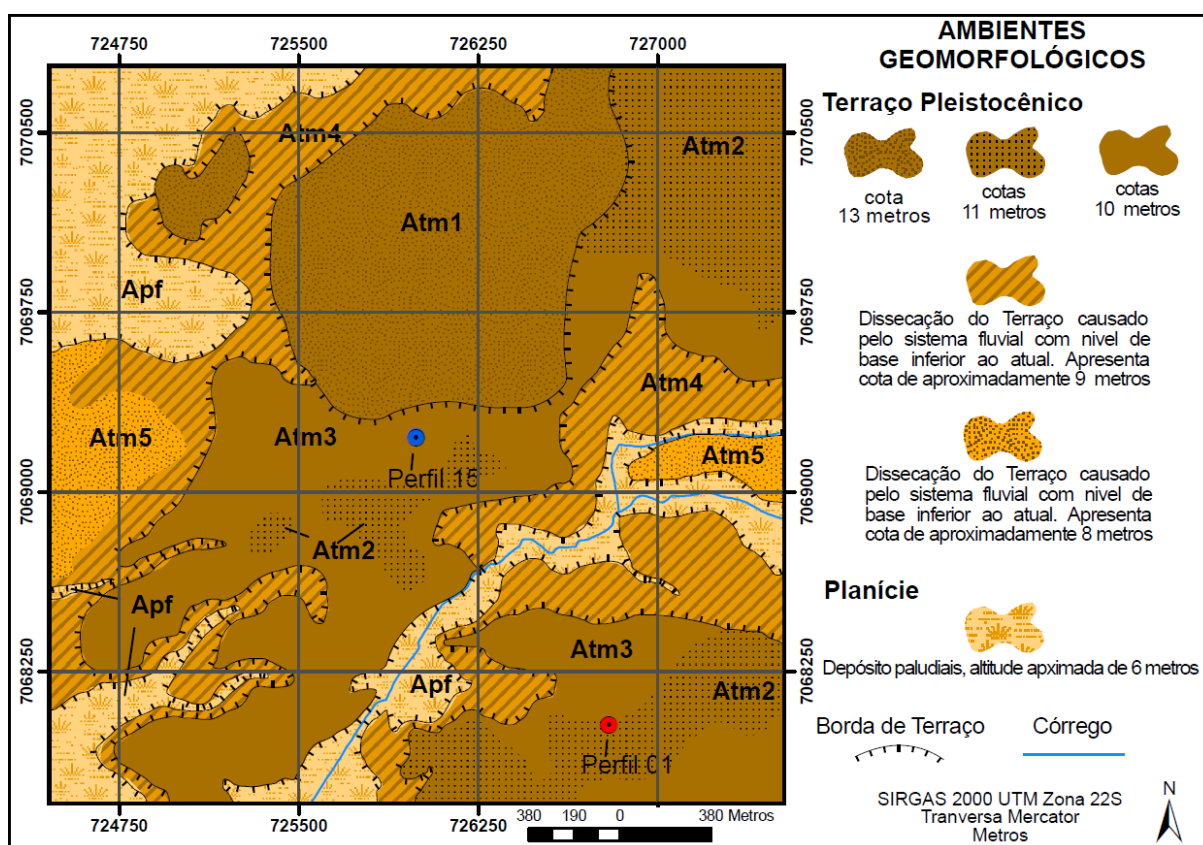 724750 725500 726250 727000
7070500 7070500
7069750 7069750
7069000 7069000
7068250 7068250
724750 725500 726250 727000
Atm4
Atm2
Atm1
Apf
Atm4
Atm5
Atm3
Atm5
Perfil 15
Atm2
Apf
Atm3
Apf
Atm2
Perfil 01
380 190 0 380 Metros
AMBIENTES
GEOMORFOLÓGICOS
Terraço Pleistocênico
cota
13 metros
cotas
11 metros
cotas
10 metros
Dissecação do Terraço causado
pelo sistema fluvial com nivel de
base inferior ao atual. Apresenta
cota de aproximadamente 9 metros
Dissecação do Terraço causado
pelo sistema fluvial com nivel de
base inferior ao atual. Apresenta
cota de aproximadamente 8 metros
Planície
Depósito paludiais, altitude apximada de 6 metros
Borda de Terraço
Córrego
SIRGAS 2000 UTM Zona 22S
Tranversa Mercator
Metros
N